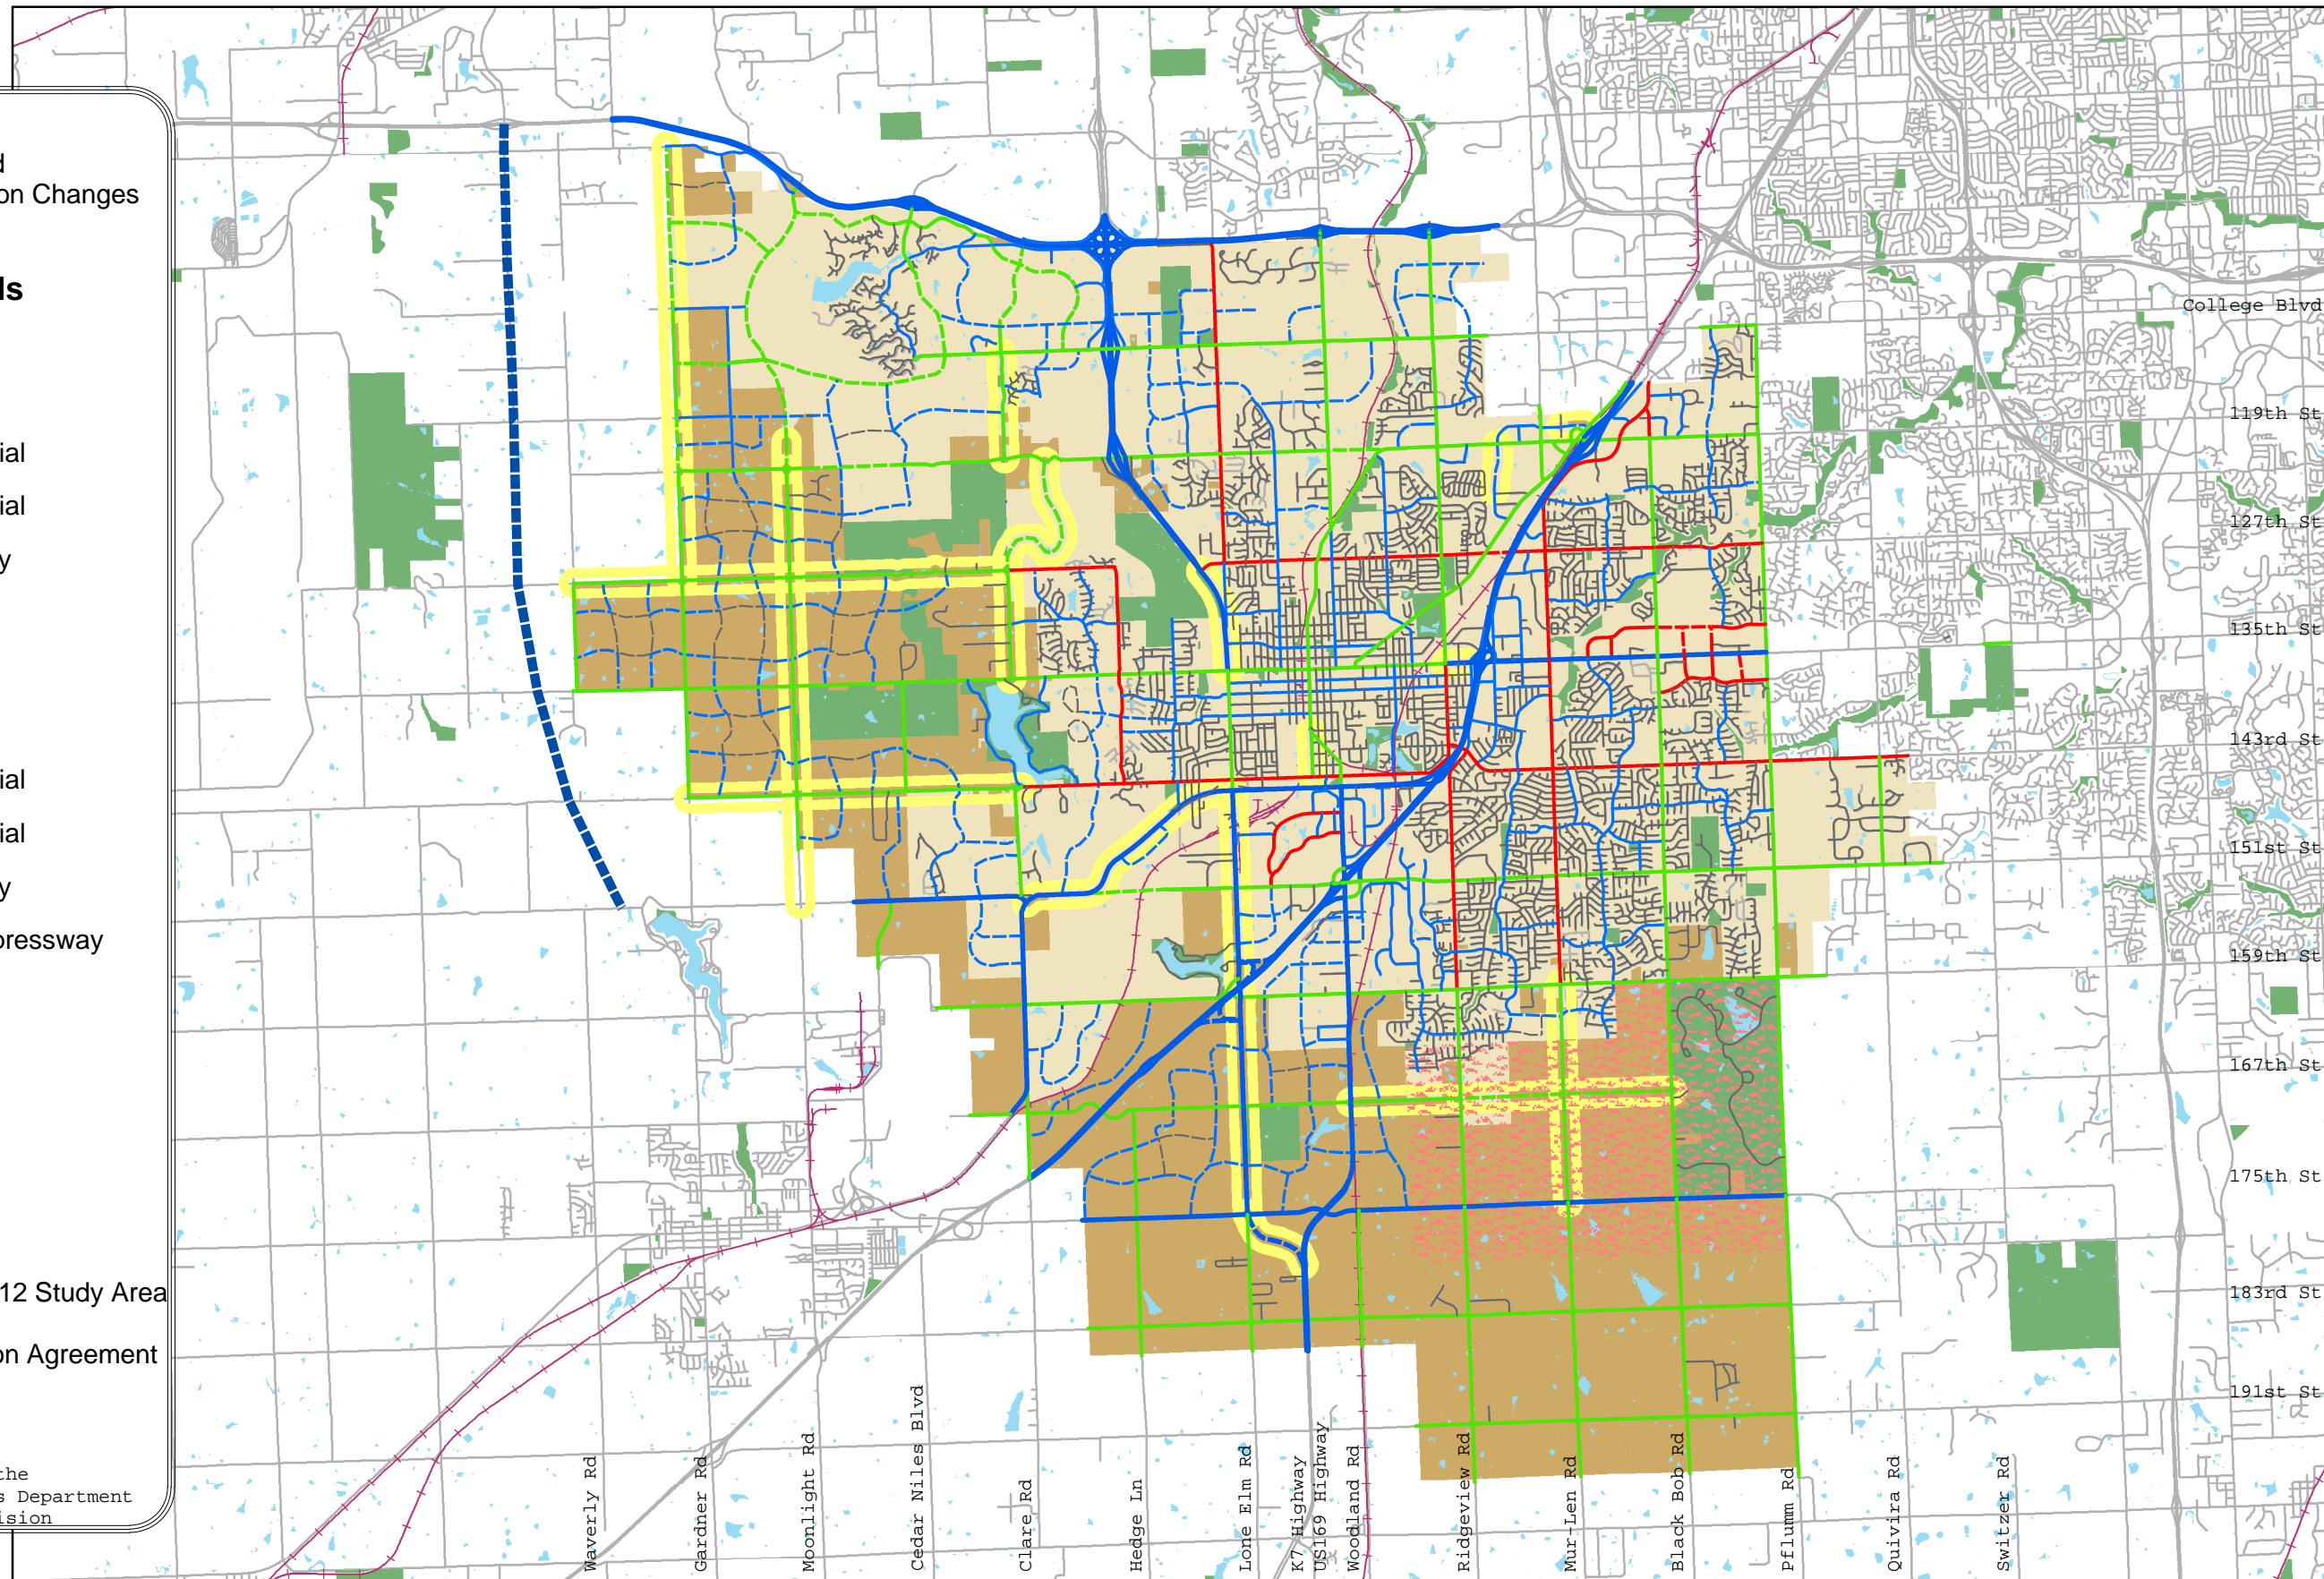 d
on Changes
ls
ial
ial
y
ial
ial
y
pressway
12 Study Area
on Agreement
the
s Department
ision
College Blvd
119th St
127th St
135th St
143rd St
151st St
159th St
167th St
175th St
183rd St
191st St
Waverly Rd
Gardner Rd
Moonlight Rd
Cedar Niles Blvd
Clare Rd
Hedge Ln
Lone Elm Rd
K7 Highway
US169 Highway
Woodland Rd
Ridgeview Rd
Mur-Len Rd
Black Bob Rd
Pflumm Rd
Quivira Rd
Switzer Rd